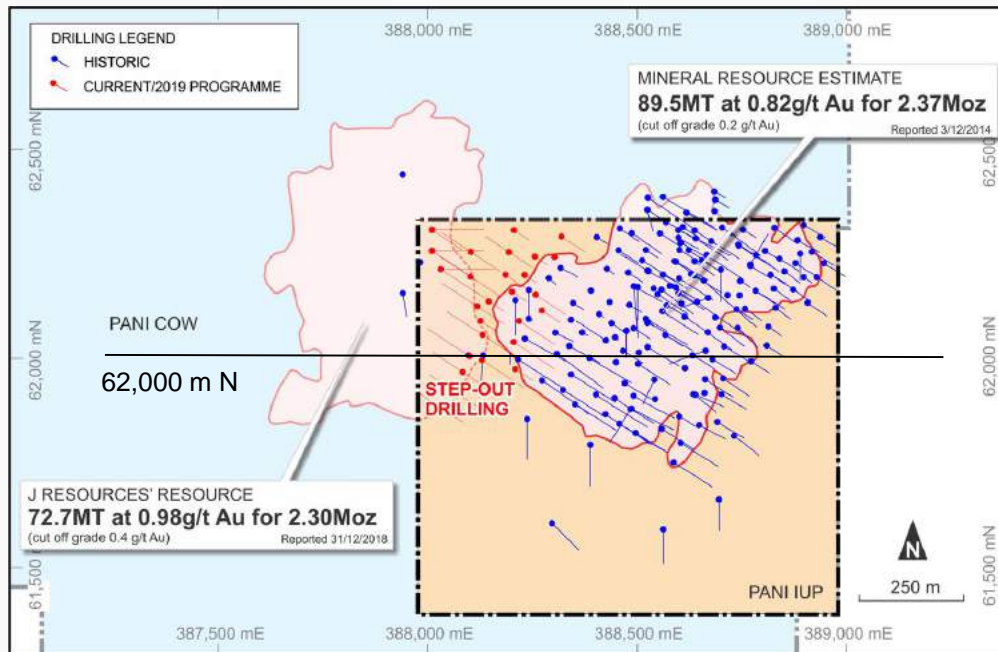 388,000 mE
388,500 mE
389,000 mE
DRILLING LEGEND
HISTORIC
CURRENT/2019 PROGRAMME
MINERAL RESOURCE ESTIMATE
89.5MT at 0.82g/t Au for 2.37Moz
(cut off grade 0.2 g/t Au)
Reported 3/12/2014
62,500 mN
62,500 mN
PANI COW
62,000 mN
62,000 m N
62,000 mN
STEP-OUT
DRILLING
J RESOURCES' RESOURCE
72.7MT at 0.98g/t Au for 2.30Moz
(cut off grade 0.4 g/t Au)
Reported 31/12/2018
N
250 m
PANI IUP
61,500 mN
61,500 mN
387,500 mE
388,000 mE
388,500 mE
389,000 mE